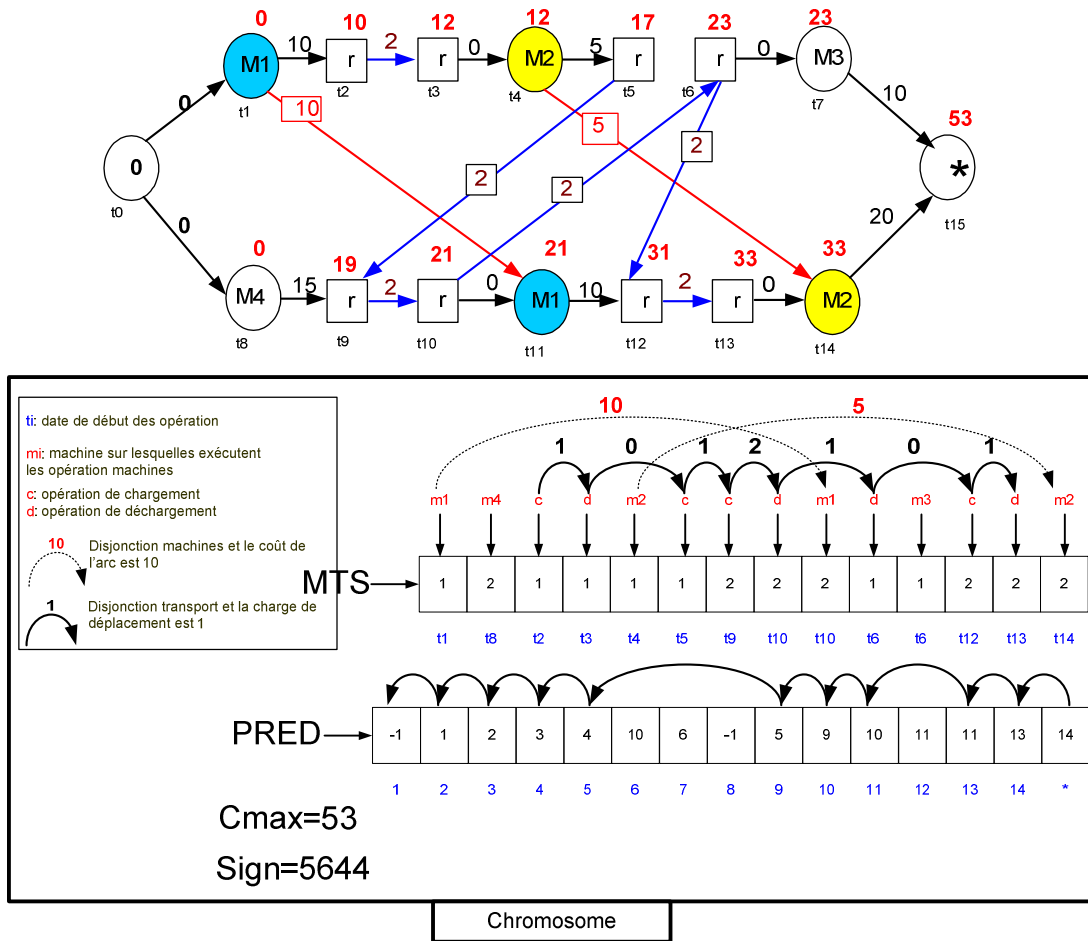 0 10 12 12 17 23 23
M1 10 r 2 r 0 M2 5 r r 0 M3
t1 t2 t3 t4 t5 t6 t7
0 10 5 2 10 53
0 2 2 *
t0 20 t15
0
0 19 21 21 31 33 33
M4 15 r 2 r 0 M1 10 r 2 r 0 M2
t8 t9 t10 t11 t12 t13 t14
ti: date de début des opération
mi: machine sur lesquelles exécutent
les opération machines
c: opération de chargement
d: opération de déchargement
10 Disjonction machines et le coût de
l'arc est 10
1 Disjonction transport et la charge de
déplacement est 1
10 5
1 0 1 2 1 0 1
m1 m4 c d m2 c c d m1 d m3 c d m2
MTS 1 2 1 1 1 1 2 2 2 1 1 2 2 2
t1 t8 t2 t3 t4 t5 t9 t10 t10 t6 t6 t12 t13 t14
PRED -1 1 2 3 4 10 6 -1 5 9 10 11 11 13 14
1 2 3 4 5 6 7 8 9 10 11 12 13 14 *
Cmax=53
Sign=5644
Chromosome